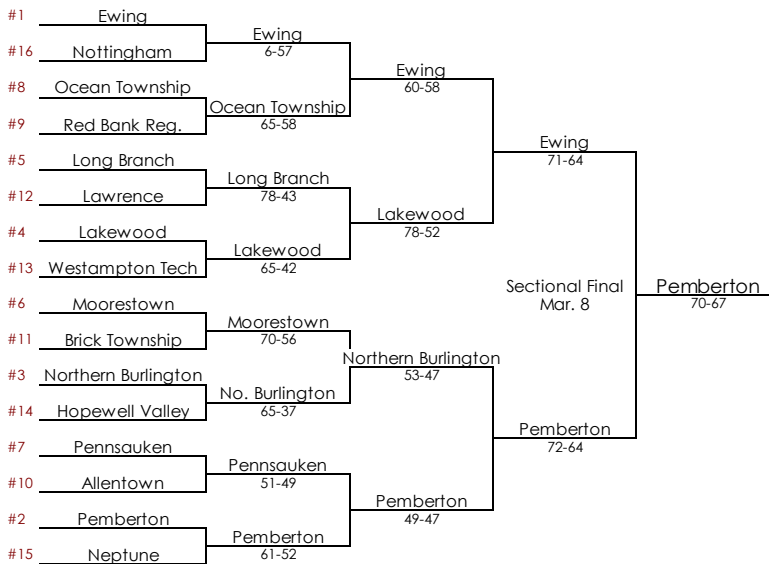 #1 Ewing
Ewing
6-57
#16 Nottingham
Ewing
60-58
#8 Ocean Township
Ocean Township
65-58
#9 Red Bank Reg.
Ewing
71-64
#5 Long Branch
Long Branch
78-43
#12 Lawrence
Lakewood
78-52
#4 Lakewood
Lakewood
65-42
#13 Westampton Tech
Sectional Final
Mar. 8
Pemberton
70-67
#6 Moorestown
Moorestown
70-56
#11 Brick Township
Northern Burlington
53-47
#3 Northern Burlington
No. Burlington
65-37
#14 Hopewell Valley
Pemberton
72-64
#7 Pennsauken
Pennsauken
51-49
#10 Allentown
Pemberton
49-47
#2 Pemberton
Pemberton
61-52
#15 Neptune